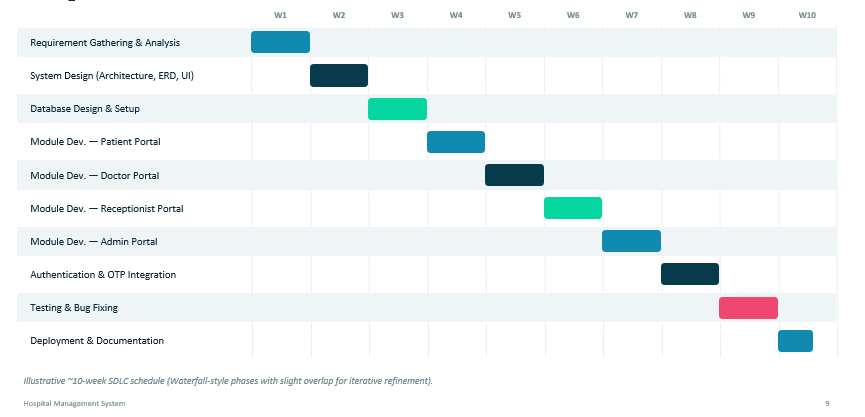 W1 W2 W3 W4 W5 W6 W7 W8 W9 W10
Requirement Gathering & Analysis
System Design (Architecture, ERD, UI)
Database Design & Setup
Module Dev. — Patient Portal
Module Dev. — Doctor Portal
Module Dev. — Receptionist Portal
Module Dev. — Admin Portal
Authentication & OTP Integration
Testing & Bug Fixing
Deployment & Documentation
Illustrative ~10-week SDLC schedule (Waterfall-style phases with slight overlap for iterative refinement).
Hospital Management System 9